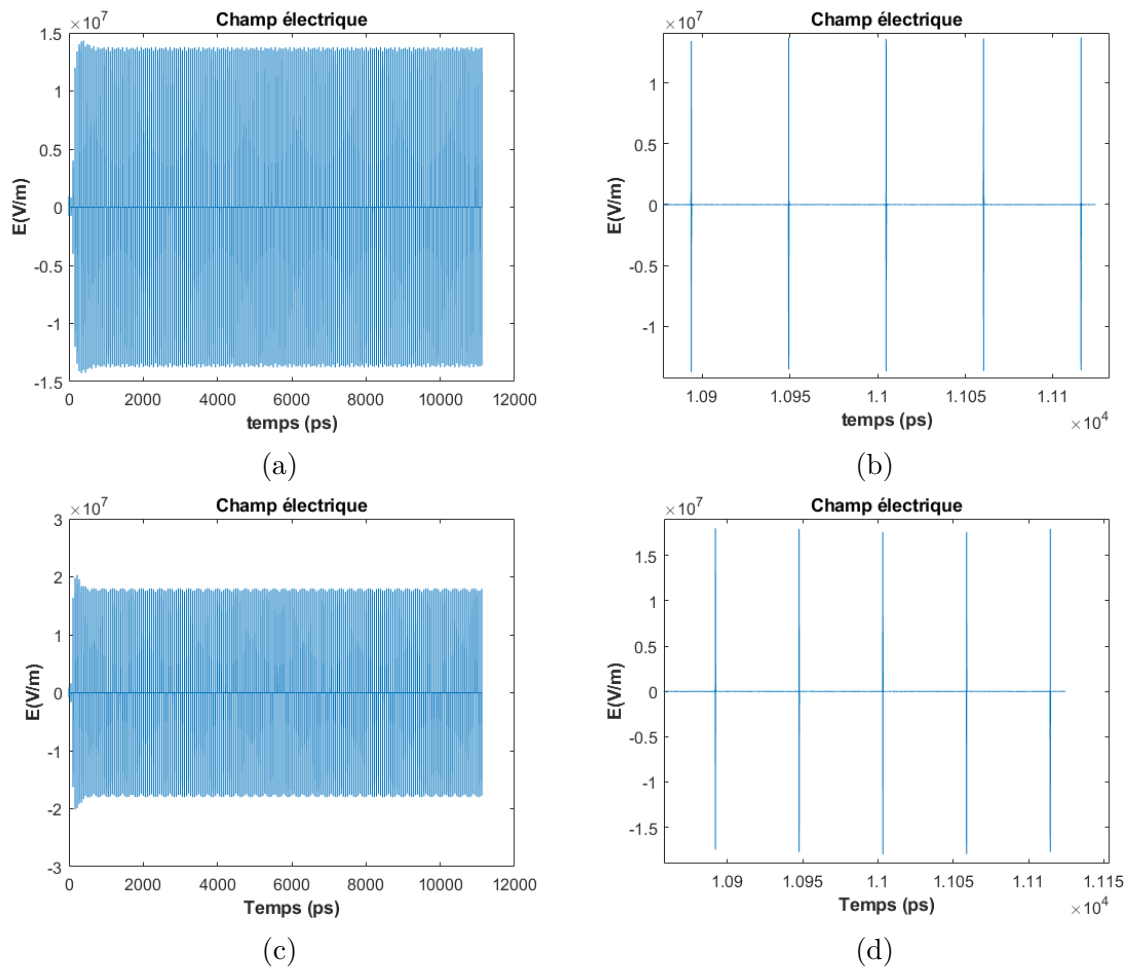 Champ électrique
×10⁷
1.5
1
0.5
0
-0.5
-1
-1.5
E(V/m)
0 2000 4000 6000 8000 10000 12000
temps (ps)
(a)
Champ électrique
×10⁷
1
0.5
0
-0.5
-1
E(V/m)
1.09 1.095 1.1 1.105 1.11
×10⁴
temps (ps)
(b)
Champ électrique
×10⁷
3
2
1
0
-1
-2
-3
E(V/m)
0 2000 4000 6000 8000 10000 12000
Temps (ps)
(c)
Champ électrique
×10⁷
1.5
1
0.5
0
-0.5
-1
-1.5
E(V/m)
1.09 1.095 1.1 1.105 1.11 1.115
×10⁴
Temps (ps)
(d)